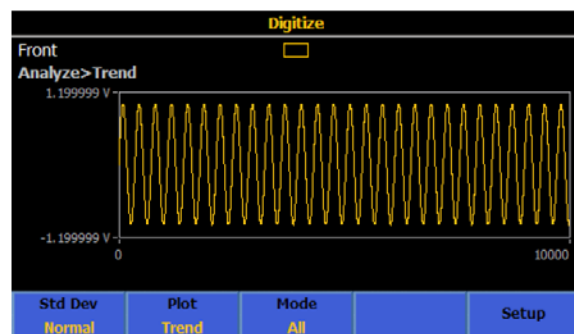 Digitize
Front
Analyze>Trend
1.199999 V
-1.199999 V
0
10000
Std Dev
Normal
Plot
Trend
Mode
All
Setup